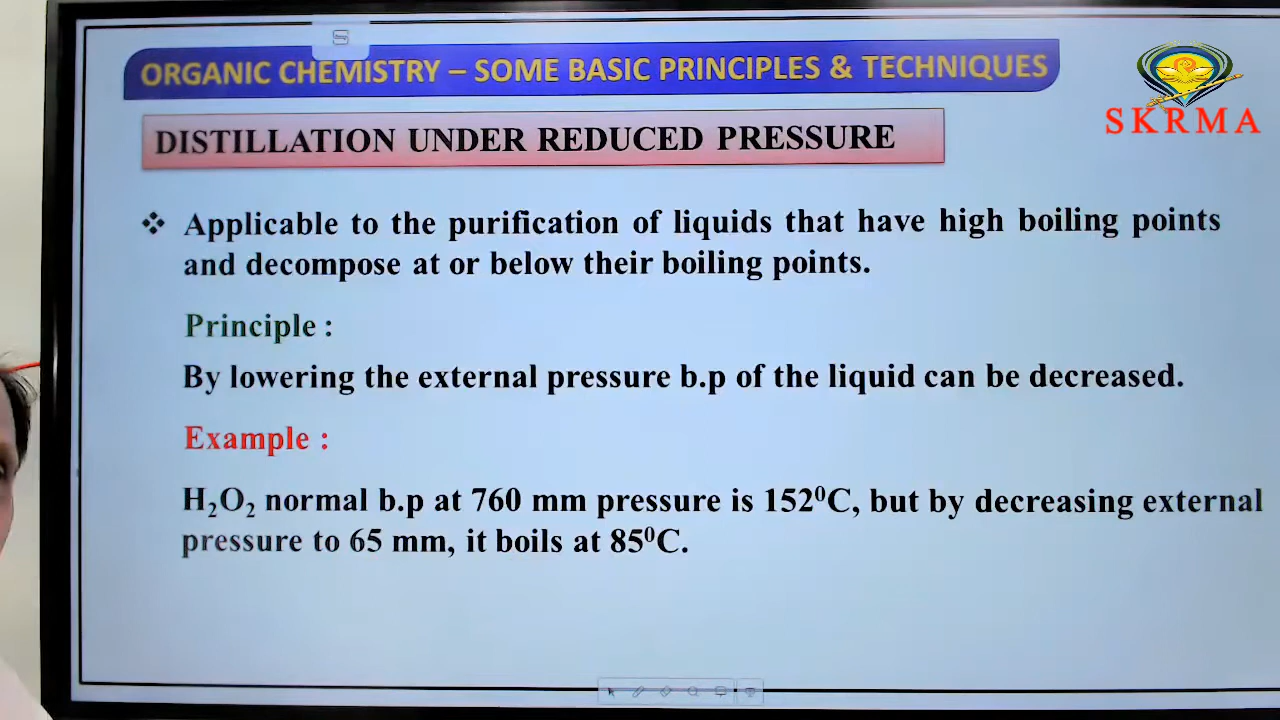 ORGANIC CHEMISTRY – SOME BASIC PRINCIPLES & TECHNIQUES
SKRMA
DISTILLATION UNDER REDUCED PRESSURE
❖ Applicable to the purification of liquids that have high boiling points
and decompose at or below their boiling points.
Principle :
By lowering the external pressure b.p of the liquid can be decreased.
Example :
H₂O₂ normal b.p at 760 mm pressure is 152⁰C, but by decreasing external
pressure to 65 mm, it boils at 85⁰C.